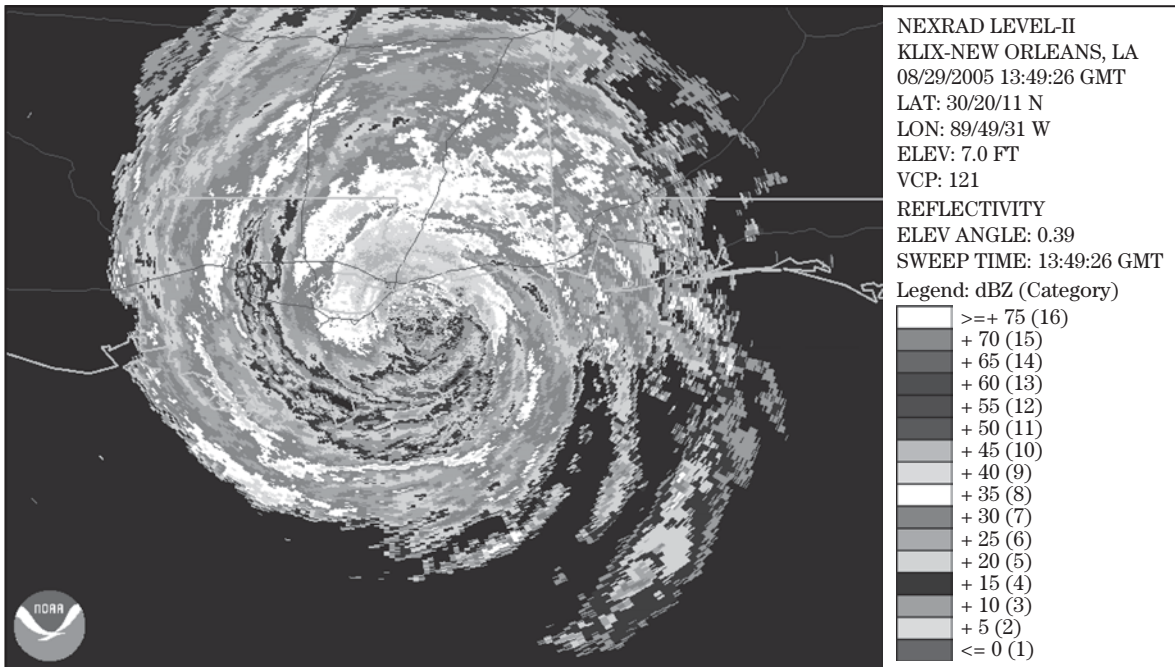 NEXRAD LEVEL-II
KLIX-NEW ORLEANS, LA
08/29/2005 13:49:26 GMT
LAT: 30/20/11 N
LON: 89/49/31 W
ELEV: 7.0 FT
VCP: 121
REFLECTIVITY
ELEV ANGLE: 0.39
SWEEP TIME: 13:49:26 GMT
Legend: dBZ (Category)
>=+ 75 (16)
+ 70 (15)
+ 65 (14)
+ 60 (13)
+ 55 (12)
+ 50 (11)
+ 45 (10)
+ 40 (9)
+ 35 (8)
+ 30 (7)
+ 25 (6)
+ 20 (5)
+ 15 (4)
+ 10 (3)
+ 5 (2)
<= 0 (1)
NOAA